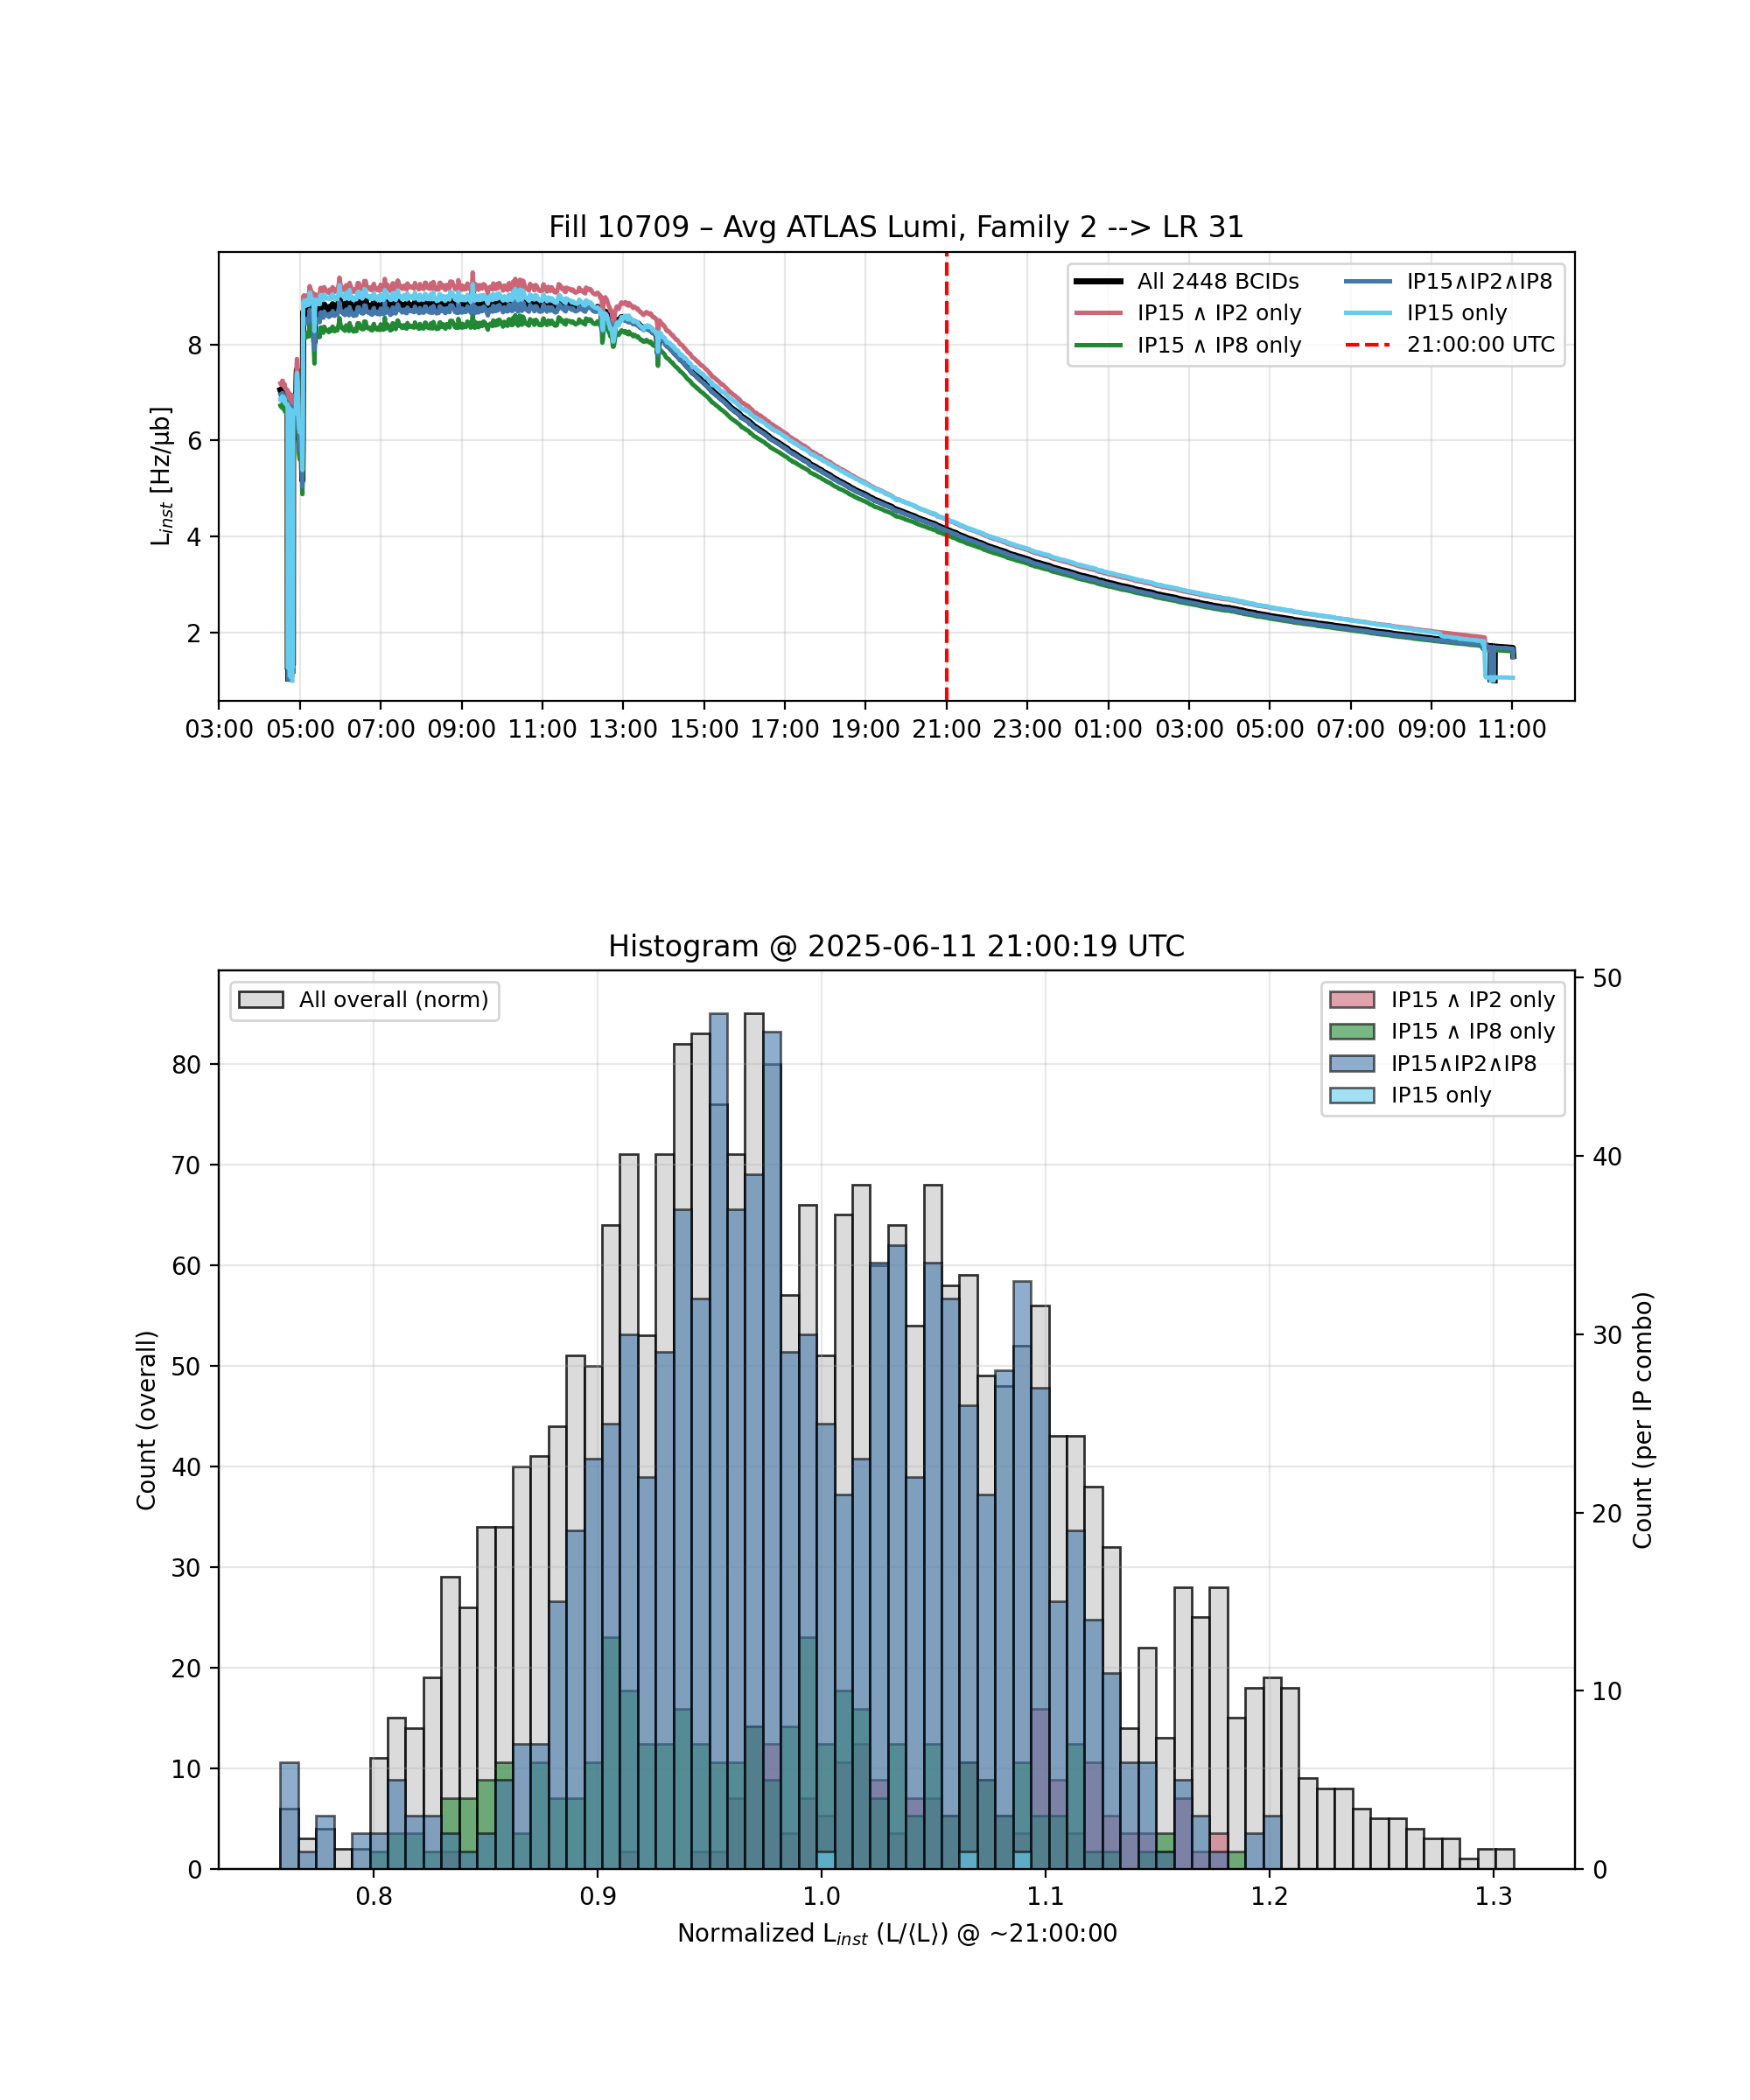 Fill 10709 – Avg ATLAS Lumi, Family 2 --> LR 31
All 2448 BCIDs
IP15 ∧ IP2 only
IP15 ∧ IP8 only
IP15∧IP2∧IP8
IP15 only
21:00:00 UTC
L_inst [Hz/μb]
8
6
4
2
03:00 05:00 07:00 09:00 11:00 13:00 15:00 17:00 19:00 21:00 23:00 01:00 03:00 05:00 07:00 09:00 11:00
Histogram @ 2025-06-11 21:00:19 UTC
All overall (norm)
IP15 ∧ IP2 only
IP15 ∧ IP8 only
IP15∧IP2∧IP8
IP15 only
Count (overall)
80
70
60
50
40
30
20
10
0
50
40
30
20
10
0
Count (per IP combo)
0.8 0.9 1.0 1.1 1.2 1.3
Normalized L_inst (L/⟨L⟩) @ ~21:00:00